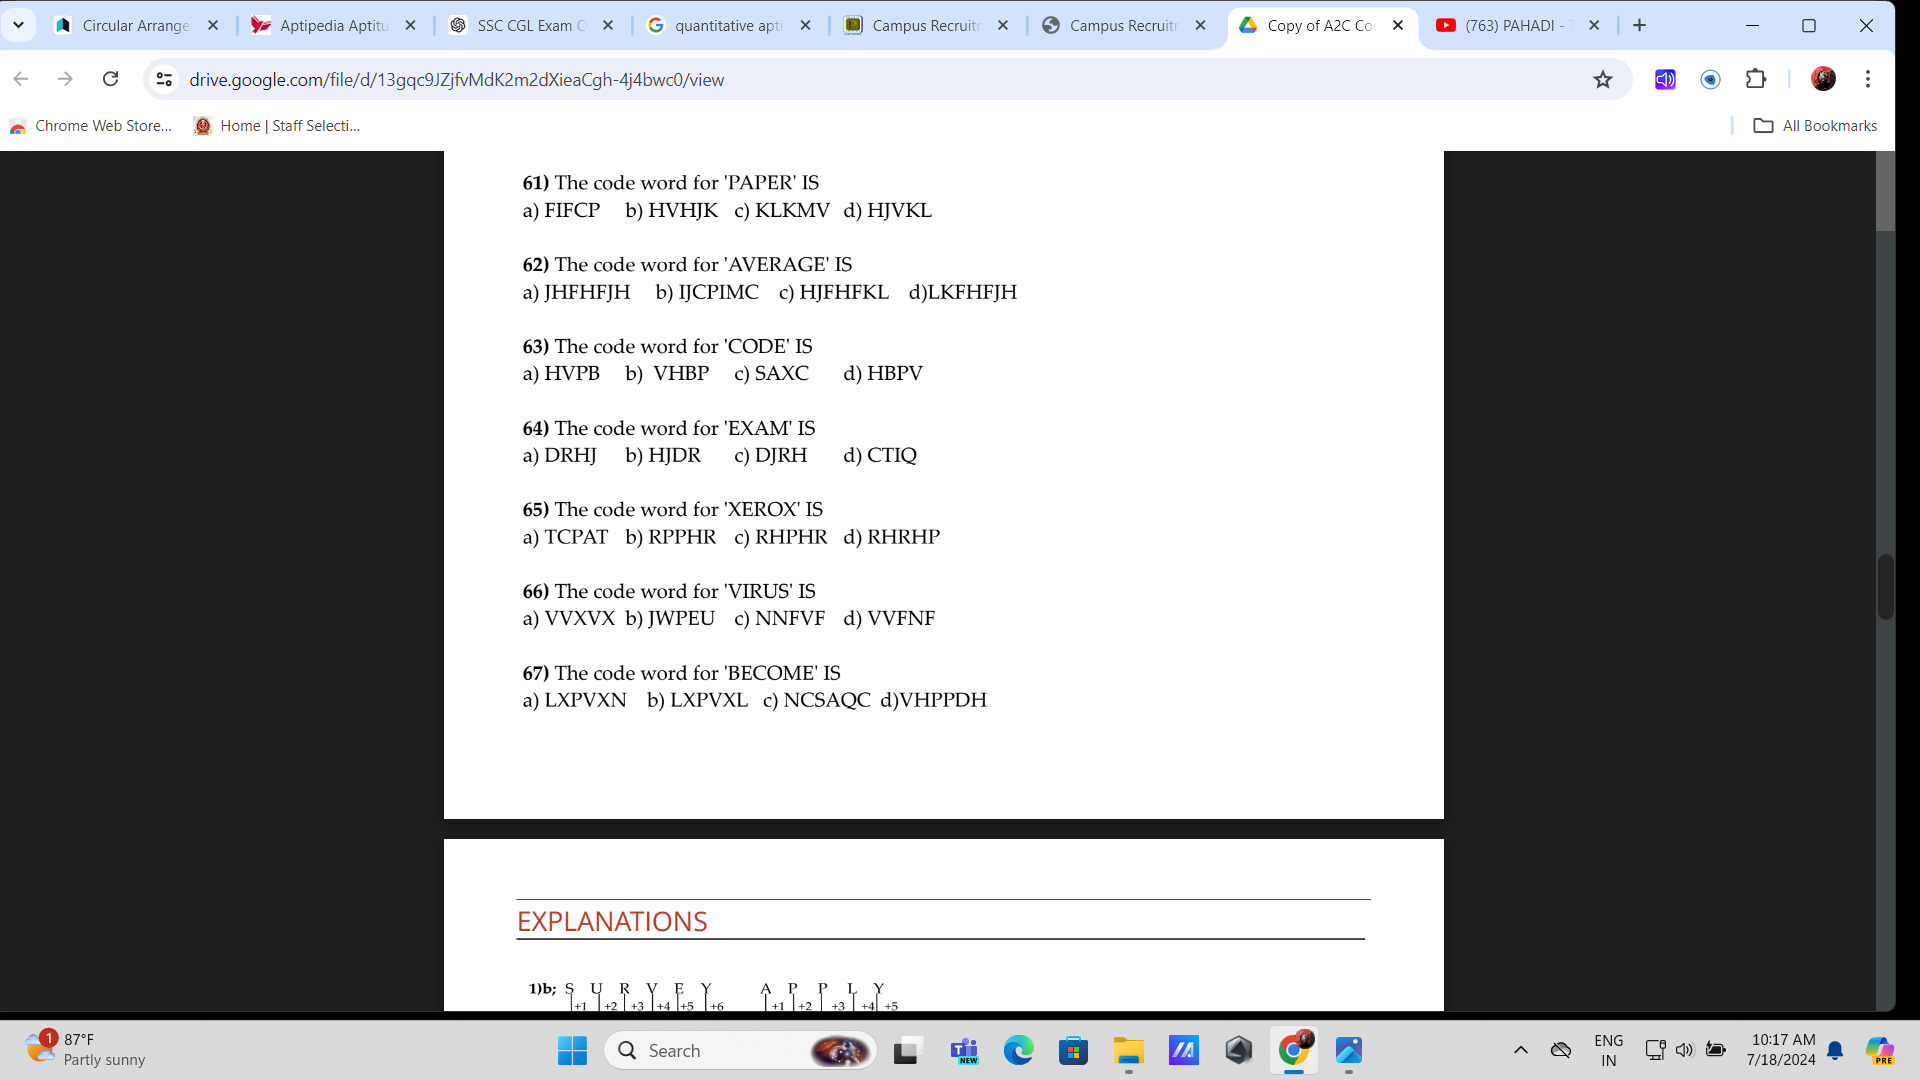 Circular Arrange
Aptipedia Aptitu
SSC CGL Exam
quantitative apti
Campus Recruitr
Campus Recruitr
Copy of A2C Co
(763) PAHADI -
drive.google.com/file/d/13gqc9JZjfvMdK2m2dXieaCgh-4j4bwc0/view
Chrome Web Store...
Home | Staff Selecti...
All Bookmarks
61) The code word for 'PAPER' IS
a) FIFCP b) HVHJK c) KLKMV d) HJVKL
62) The code word for 'AVERAGE' IS
a) JHFHFJH b) IJCPIMC c) HJFHFKL d)LKFHFJH
63) The code word for 'CODE' IS
a) HVPB b) VHBP c) SAXC d) HBPV
64) The code word for 'EXAM' IS
a) DRHJ b) HJDR c) DJRH d) CTIQ
65) The code word for 'XEROX' IS
a) TCPAT b) RPPHR c) RHPHR d) RHRHP
66) The code word for 'VIRUS' IS
a) VVXVX b) JWPEU c) NNFVF d) VVFNF
67) The code word for 'BECOME' IS
a) LXPVXN b) LXPVXL c) NCSAQC d)VHPPDH
EXPLANATIONS
1)b; S U R V E Y A P P L Y
+1 +2 +3 +4 +5 +6 +1 +2 +3 +4 +5
1
87°F
Partly sunny
Search
NEW
ENG
IN
10:17 AM
7/18/2024
PRE